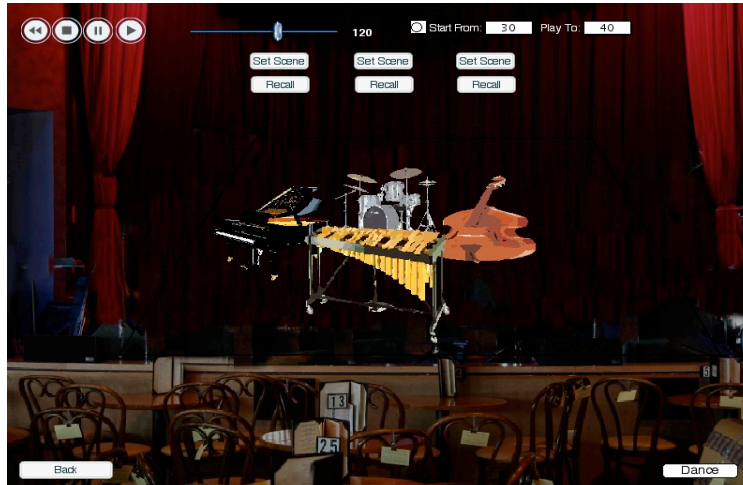 120
Start From: 30 Play To: 40
Set Scene Set Scene Set Scene
Recall Recall Recall
13
25
Back
Dance